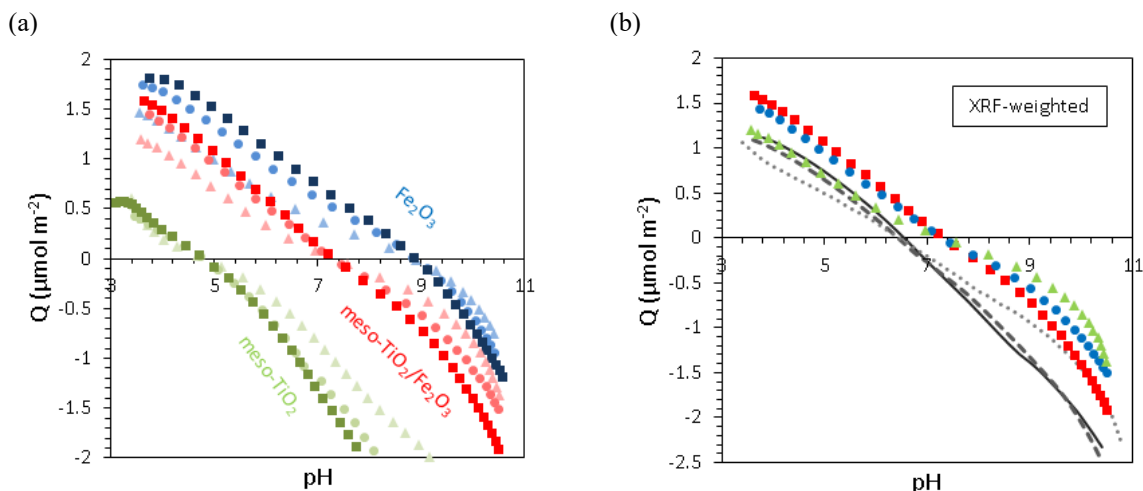 (a)
(b)
2
1.5
1
0.5
0
-0.5
-1
-1.5
-2
3
5
7
9
11
Q (µmol m⁻²)
pH
Fe₂O₃
meso-TiO₂/Fe₂O₃
meso-TiO₂
2
1.5
1
0.5
0
-0.5
-1
-1.5
-2
-2.5
3
5
7
9
11
Q (µmol m⁻²)
pH
XRF-weighted